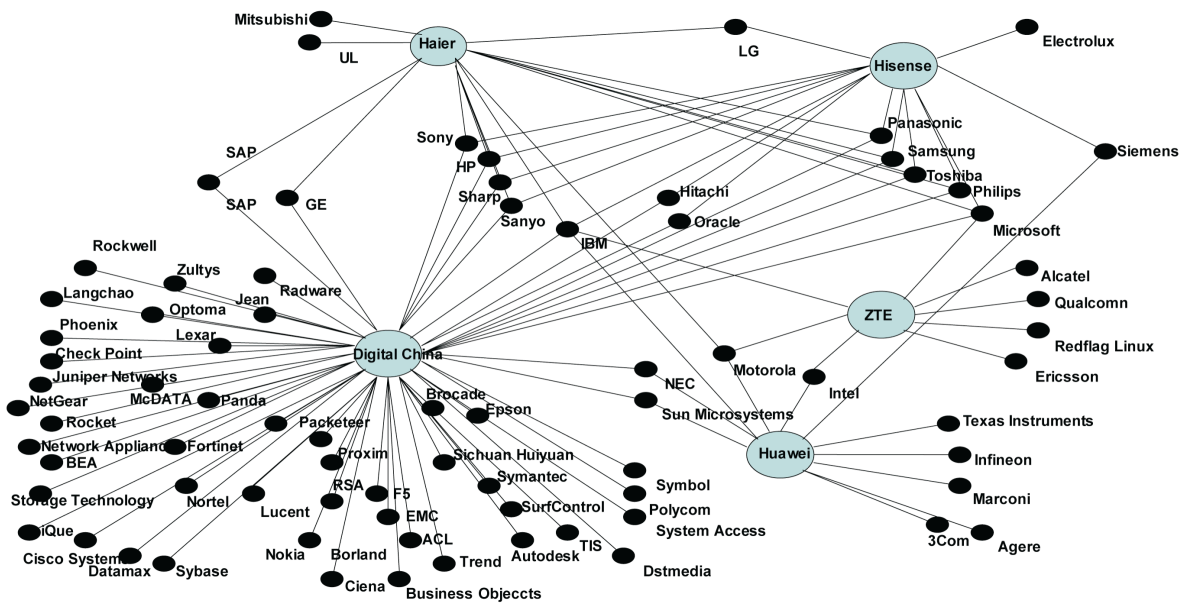 Mitsubishi
UL
Haier
LG
Hisense
Electrolux
SAP
Sony
HP
Panasonic
Samsung
Toshiba
Siemens
SAP
GE
Sharp
Sanyo
Hitachi
Oracle
Philips
Microsoft
IBM
Rockwell
Zultys
Radware
Langchao
Optoma
Jean
Alcatel
Qualcomn
ZTE
Phoenix
Lexar
Redflag Linux
Check Point
Digital China
Motorola
Ericsson
Juniper Networks
NEC
Intel
NetGear
McDATA
Panda
Brocade
Epson
Sun Microsystems
Rocket
Packeteer
Texas Instruments
Network Applianc
Fortinet
Proxim
Sichuan Huiyuan
Huawei
Infineon
BEA
RSA
F5
Symantec
Symbol
Marconi
Storage Technology
Nortel
Lucent
EMC
SurfControl
Polycom
System Access
iQue
Nokia
Borland
ACL
Autodesk
TIS
3Com
Agere
Cisco System
Datamax
Sybase
Ciena
Trend
Business Objeccts
Dstmedia